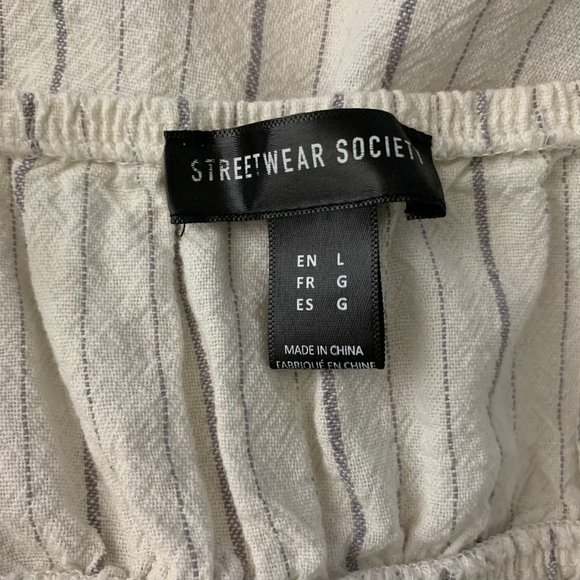 STREETWEAR SOCIETY
EN L
FR G
ES G
MADE IN CHINA
FABRIQUÉ EN CHINE